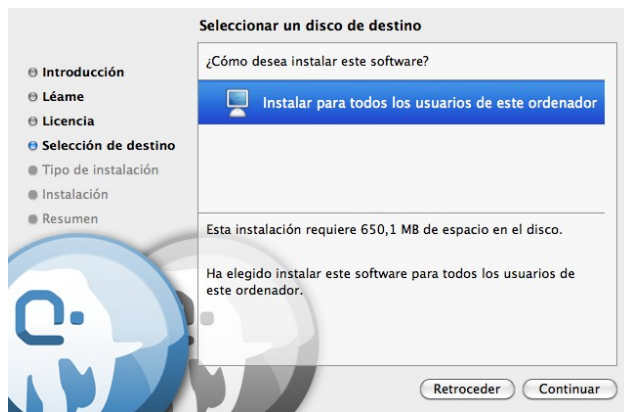 Seleccionar un disco de destino
Introducción
Léame
Licencia
Selección de destino
Tipo de instalación
Instalación
Resumen
¿Cómo desea instalar este software?
Instalar para todos los usuarios de este ordenador
Esta instalación requiere 650,1 MB de espacio en el disco.
Ha elegido instalar este software para todos los usuarios de
este ordenador.
Retroceder
Continuar